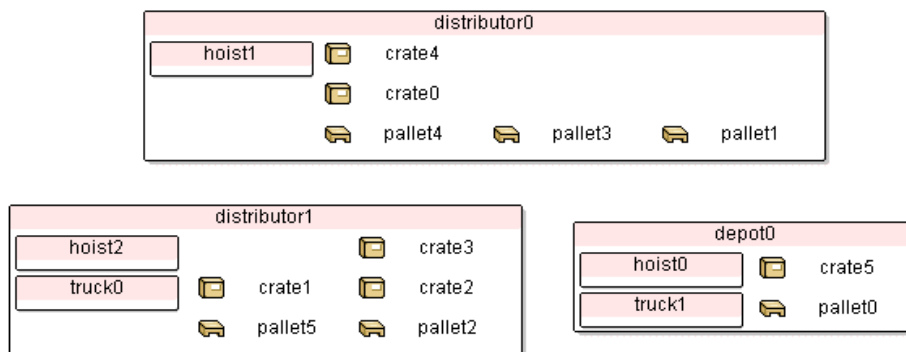 distributor0
hoist1 crate4
crate0
pallet4 pallet3 pallet1
distributor1
hoist2 crate3
truck0 crate1 crate2
pallet5 pallet2
depot0
hoist0 crate5
truck1 pallet0